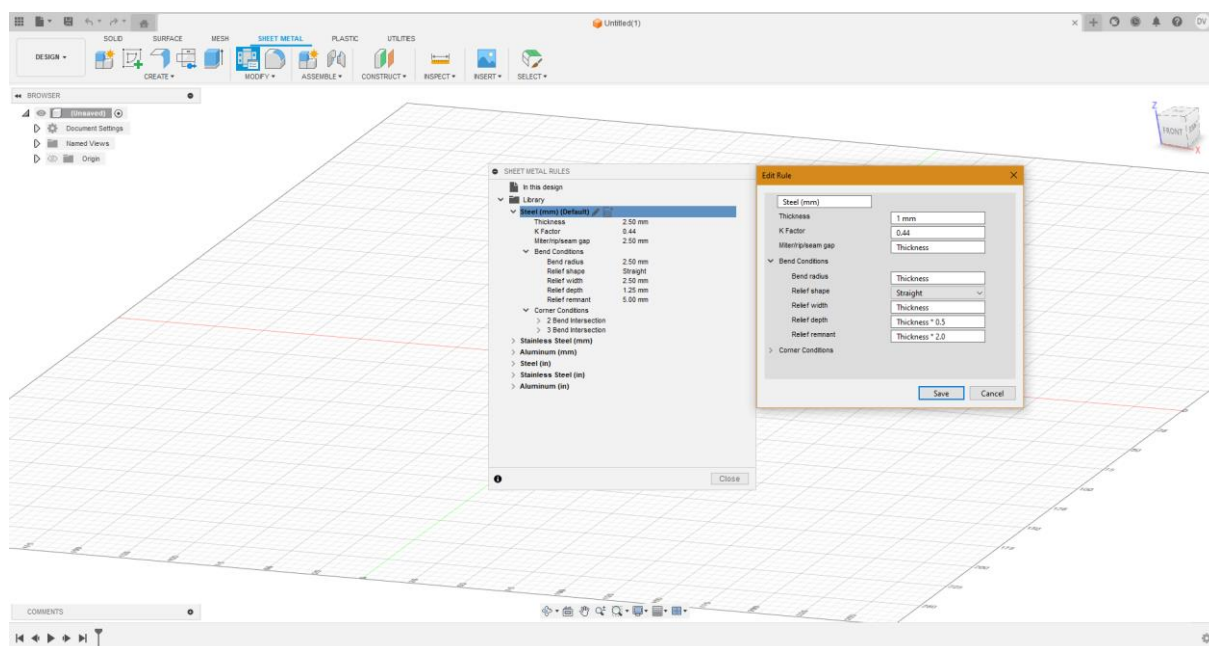 Untitled(1)
DV
SOLID SURFACE MESH SHEET METAL PLASTIC UTILITIES
DESIGN
CREATE MODIFY ASSEMBLE CONSTRUCT INSPECT INSERT SELECT
BROWSER
(Unsaved)
Document Settings
Named Views
Origin
Z
FRONT
X
SHEET METAL RULES
In this design
Library
Steel (mm) (Default)
Thickness 2.50 mm
K Factor 0.44
Miter/rip/seam gap 2.50 mm
Bend Conditions
Bend radius 2.50 mm
Relief shape Straight
Relief width 2.50 mm
Relief depth 1.25 mm
Relief remnant 5.00 mm
Corner Conditions
2 Bend Intersection
3 Bend Intersection
Stainless Steel (mm)
Aluminum (mm)
Steel (in)
Stainless Steel (in)
Aluminum (in)
Close
Edit Rule
Steel (mm)
Thickness 1 mm
K Factor 0.44
Miter/rip/seam gap Thickness
Bend Conditions
Bend radius Thickness
Relief shape Straight
Relief width Thickness
Relief depth Thickness * 0.5
Relief remnant Thickness * 2.0
Corner Conditions
Save Cancel
COMMENTS